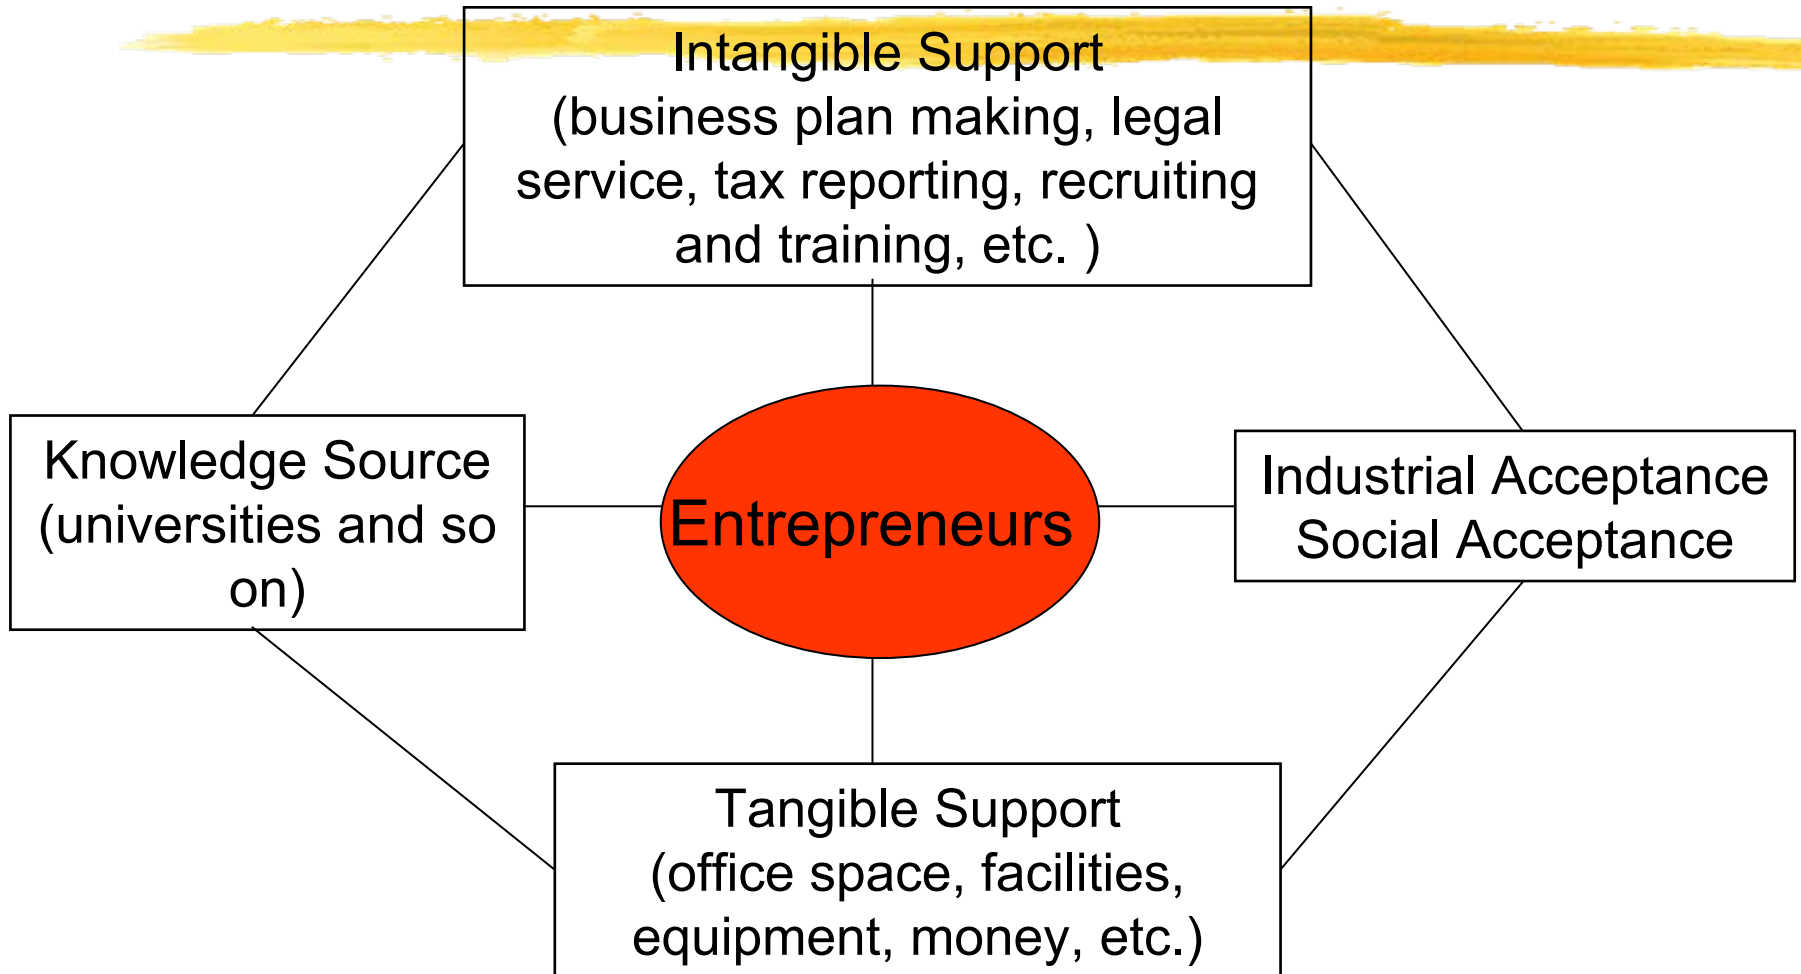 Intangible Support
(business plan making, legal
service, tax reporting, recruiting
and training, etc. )
Knowledge Source
(universities and so
on)
Entrepreneurs
Industrial Acceptance
Social Acceptance
Tangible Support
(office space, facilities,
equipment, money, etc.)